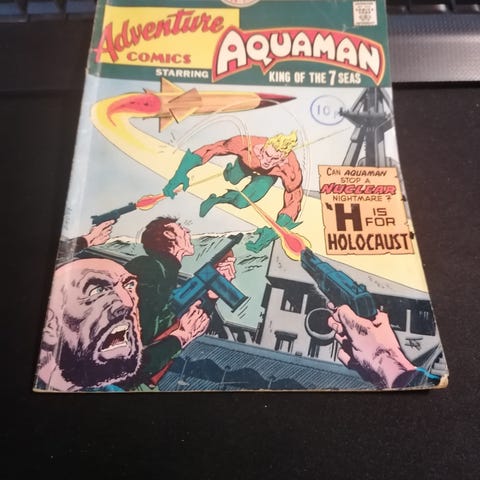 Adventure
COMICS
STARRING
AQUAMAN
KING OF THE 7 SEAS
10p
CAN AQUAMAN
STOP A
NUCLEAR
NIGHTMARE?
"H IS
FOR
HOLOCAUST"